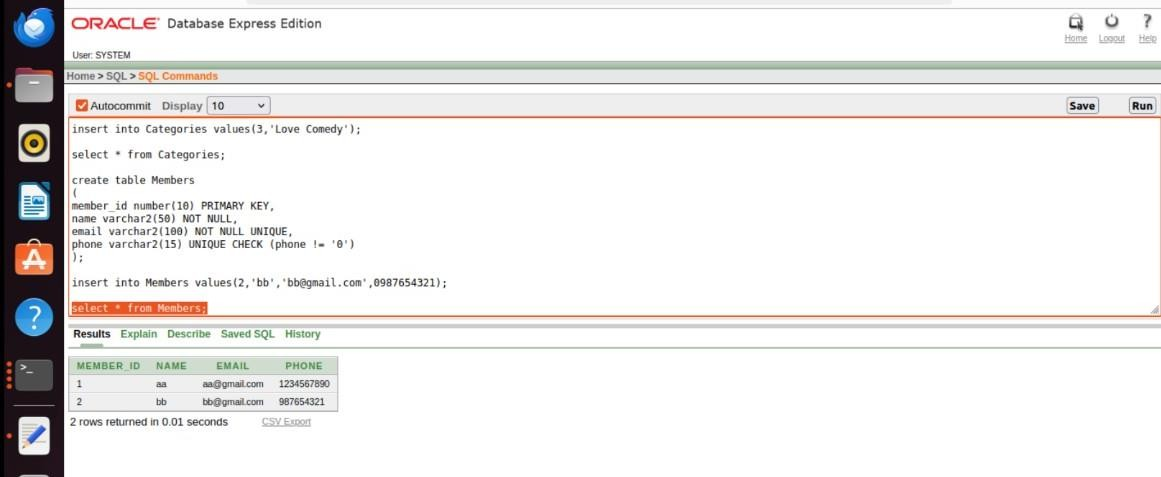 ORACLE® Database Express Edition
Home Logout Help
User: SYSTEM
Home > SQL > SQL Commands
Autocommit Display 10 Save Run
insert into Categories values(3,'Love Comedy');
select * from Categories;
create table Members
(
member_id number(10) PRIMARY KEY,
name varchar2(50) NOT NULL,
email varchar2(100) NOT NULL UNIQUE,
phone varchar2(15) UNIQUE CHECK (phone != '0')
);
insert into Members values(2,'bb','bb@gmail.com',0987654321);
select * from Members;
Results Explain Describe Saved SQL History
MEMBER_ID NAME EMAIL PHONE
1 aa aa@gmail.com 1234567890
2 bb bb@gmail.com 987654321
2 rows returned in 0.01 seconds CSV Export